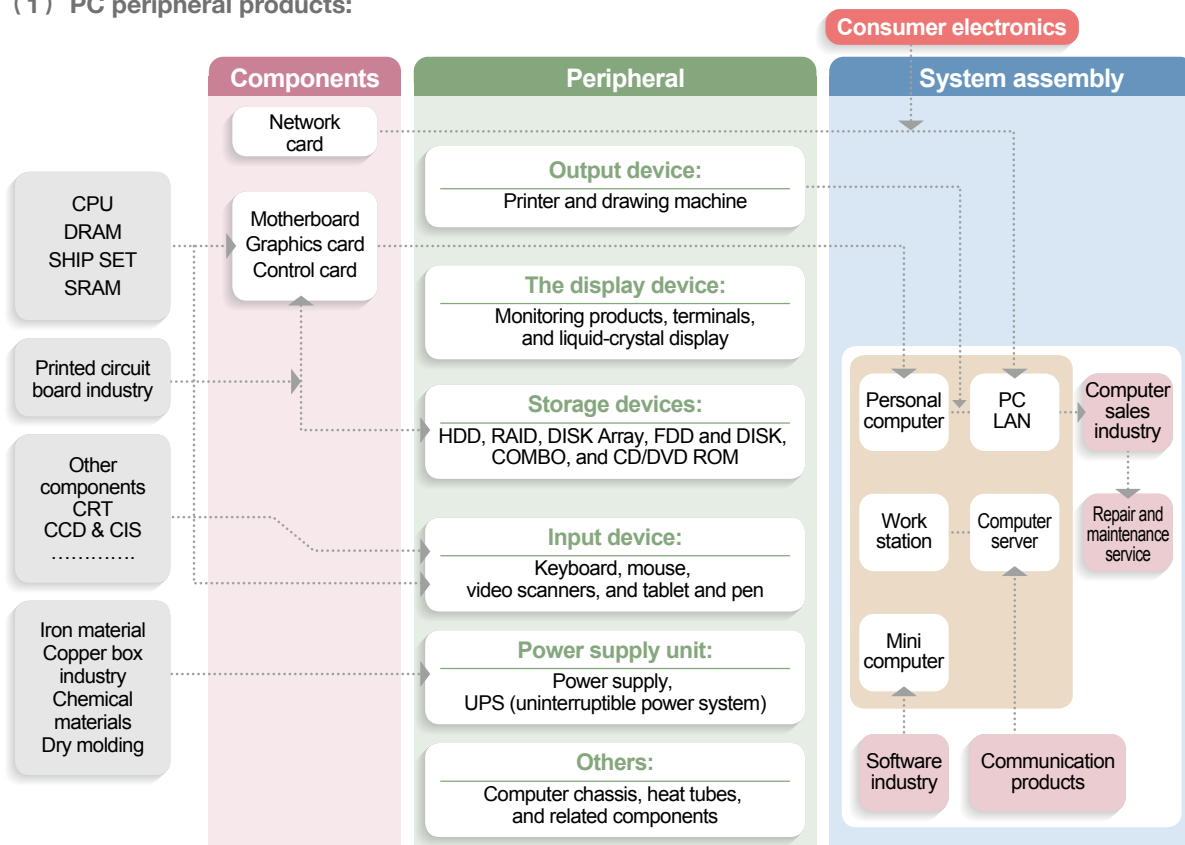 （1） PC peripheral products:
Consumer electronics
Components
Peripheral
System assembly
Network
card
CPU
DRAM
SHIP SET
SRAM
Motherboard
Graphics card
Control card
Printed circuit
board industry
Other
components
CRT
CCD & CIS
.............
Iron material
Copper box
industry
Chemical
materials
Dry molding
Output device:
Printer and drawing machine
The display device:
Monitoring products, terminals,
and liquid-crystal display
Storage devices:
HDD, RAID, DISK Array, FDD and DISK,
COMBO, and CD/DVD ROM
Input device:
Keyboard, mouse,
video scanners, and tablet and pen
Power supply unit:
Power supply,
UPS (uninterruptible power system)
Others:
Computer chassis, heat tubes,
and related components
Personal
computer
PC
LAN
Computer
sales
industry
Work
station
Computer
server
Repair and
maintenance
service
Mini
computer
Software
industry
Communication
products